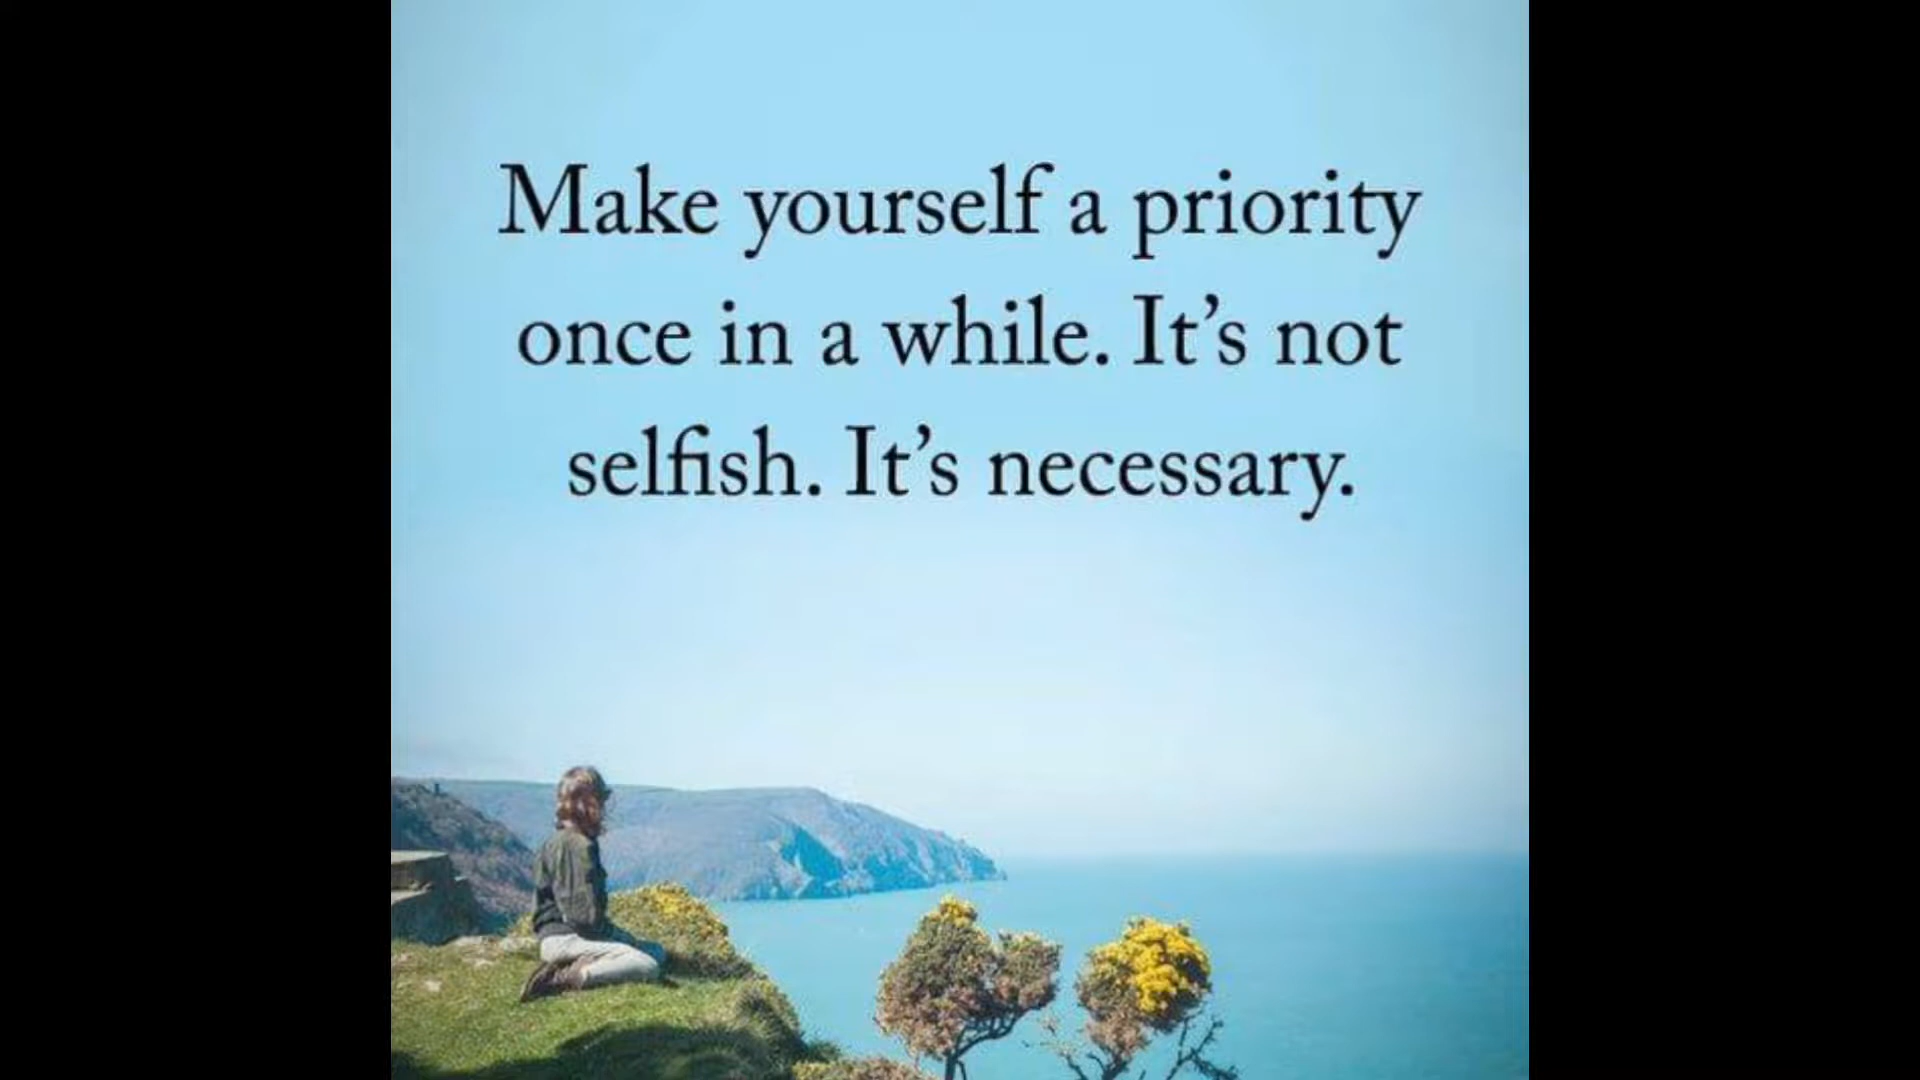 Make yourself a priority
once in a while. It’s not
selfish. It’s necessary.